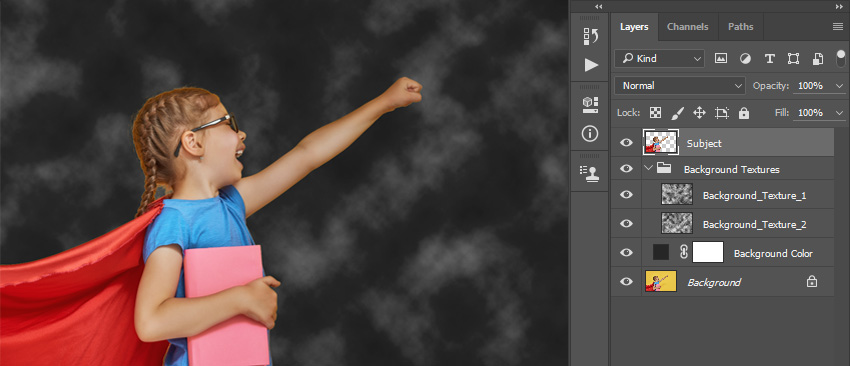 Layers Channels Paths
Kind
Normal Opacity: 100%
Lock: Fill: 100%
Subject
Background Textures
Background_Texture_1
Background_Texture_2
Background Color
Background